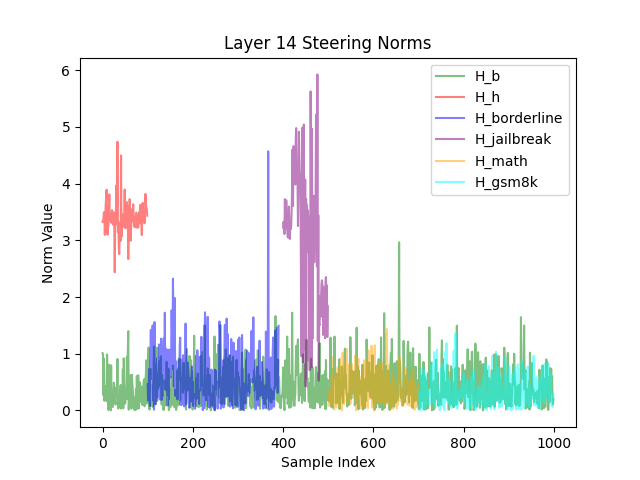 Layer 14 Steering Norms
H_b
H_h
H_borderline
H_jailbreak
H_math
H_gsm8k
Norm Value
6
5
4
3
2
1
0
0
200
400
600
800
1000
Sample Index